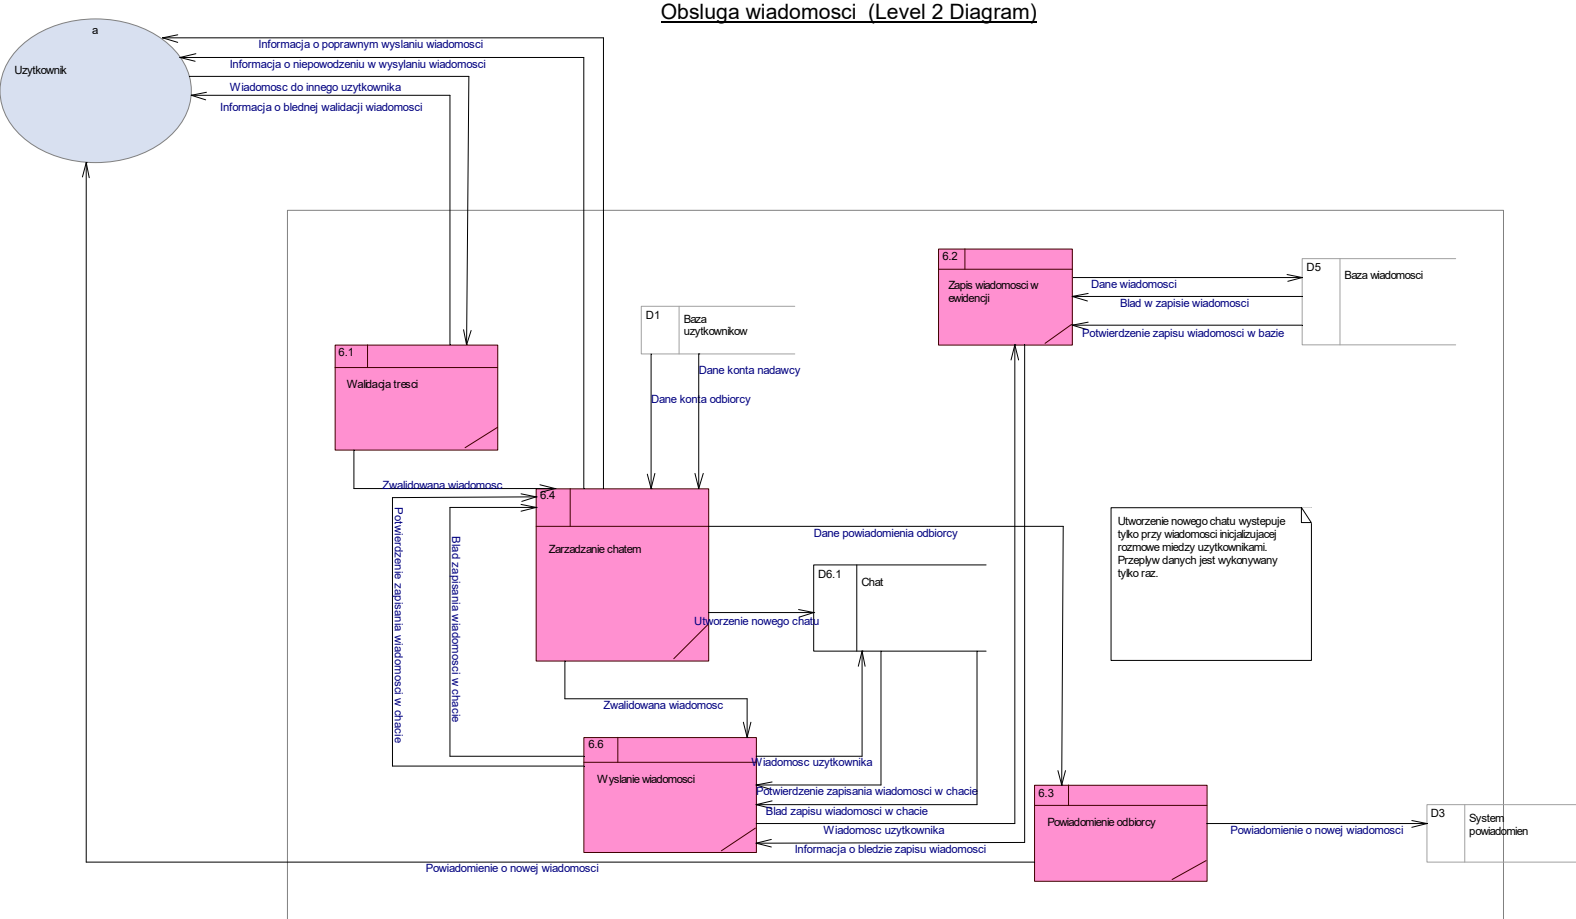 Obsluga wiadomosci (Level 2 Diagram)
a
Uzytkownik
Informacja o poprawnym wyslaniu wiadomosci
Informacja o niepowodzeniu w wysylaniu wiadomosci
Wiadomosc do innego uzytkownika
Informacja o blednej walidacji wiadomosci
6.2
Zapis wiadomosci w
ewidencji
Dane wiadomosci
Blad w zapisie wiadomosci
Potwierdzenie zapisu wiadomosci w bazie
D5
Baza wiadomosci
D1
Baza
uzytkownikow
6.1
Walidacja tresci
Dane konta nadawcy
Dane konta odbiorcy
Zwalidowana wiadomosc
6.4
Zarzadzanie chatem
Potwierdzenie zapisania wiadomosci w chacie
Blad zapisania wiadomosci w chacie
Dane powiadomienia odbiorcy
D6.1
Chat
Utworzenie nowego chatu
Utworzenie nowego chatu wystepuje
tylko przy wiadomosci inicjalizujacej
rozmowe miedzy uzytkownikami.
Przeplyw danych jest wykonywany
tylko raz.
Zwalidowana wiadomosc
6.6
Wyslanie wiadomosci
Wiadomosc uzytkownika
Potwierdzenie zapisania wiadomosci w chacie
Blad zapisu wiadomosci w chacie
Wiadomosc uzytkownika
Informacja o bledzie zapisu wiadomosci
6.3
Powiadomienie odbiorcy
Powiadomienie o nowej wiadomosci
D3
System
powiadomien
Powiadomienie o nowej wiadomosci